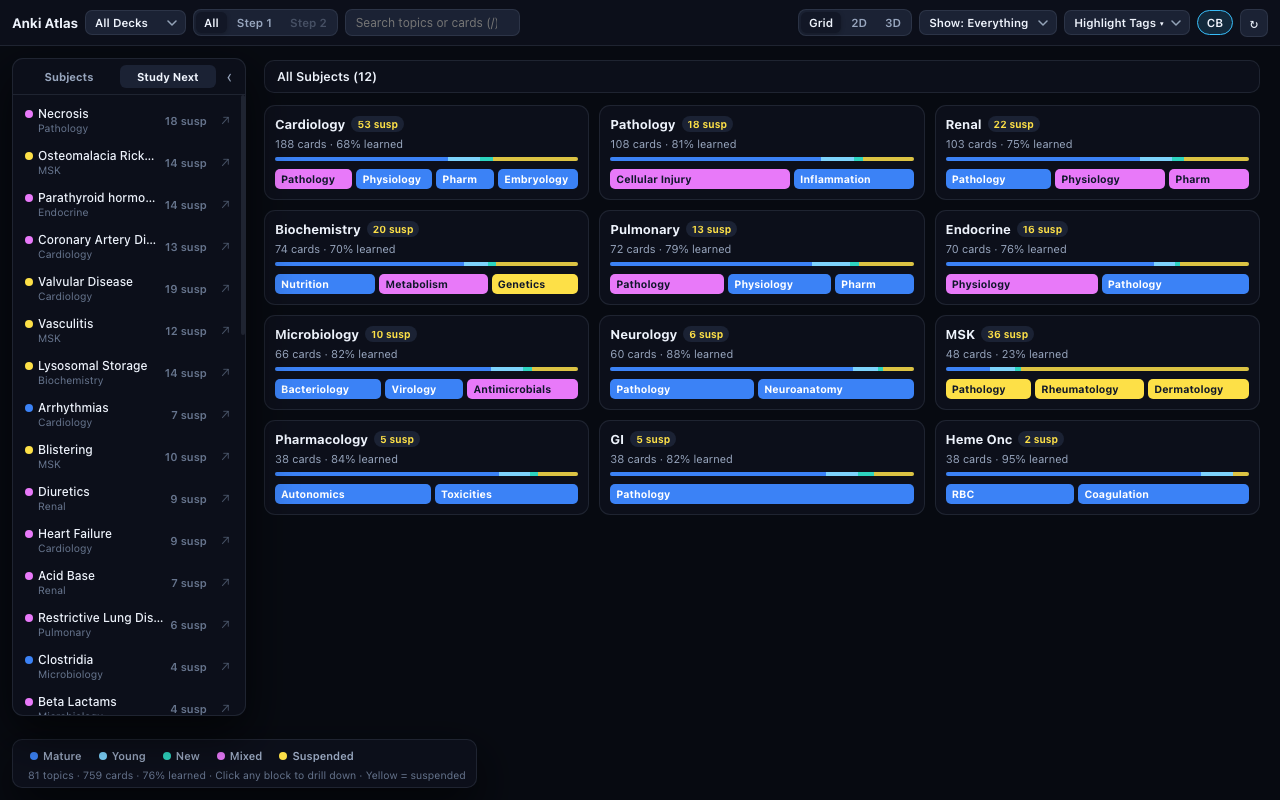 Anki Atlas All Decks All Step 1 Step 2 Search topics or cards (/) Grid 2D 3D Show: Everything Highlight Tags CB ↻
Subjects Study Next ‹
Necrosis
Pathology
18 susp ↗
Osteomalacia Rick...
MSK
14 susp ↗
Parathyroid hormo...
Endocrine
14 susp ↗
Coronary Artery Di...
Cardiology
13 susp ↗
Valvular Disease
Cardiology
19 susp ↗
Vasculitis
MSK
12 susp ↗
Lysosomal Storage
Biochemistry
14 susp ↗
Arrhythmias
Cardiology
7 susp ↗
Blistering
MSK
10 susp ↗
Diuretics
Renal
9 susp ↗
Heart Failure
Cardiology
9 susp ↗
Acid Base
Renal
7 susp ↗
Restrictive Lung Dis...
Pulmonary
6 susp ↗
Clostridia
Microbiology
4 susp ↗
Beta Lactams
4 susp ↗
All Subjects (12)
Cardiology 53 susp
188 cards · 68% learned
Pathology Physiology Pharm Embryology
Pathology 18 susp
108 cards · 81% learned
Cellular Injury Inflammation
Renal 22 susp
103 cards · 75% learned
Pathology Physiology Pharm
Biochemistry 20 susp
74 cards · 70% learned
Nutrition Metabolism Genetics
Pulmonary 13 susp
72 cards · 79% learned
Pathology Physiology Pharm
Endocrine 16 susp
70 cards · 76% learned
Physiology Pathology
Microbiology 10 susp
66 cards · 82% learned
Bacteriology Virology Antimicrobials
Neurology 6 susp
60 cards · 88% learned
Pathology Neuroanatomy
MSK 36 susp
48 cards · 23% learned
Pathology Rheumatology Dermatology
Pharmacology 5 susp
38 cards · 84% learned
Autonomics Toxicities
GI 5 susp
38 cards · 82% learned
Pathology
Heme Onc 2 susp
38 cards · 95% learned
RBC Coagulation
Mature Young New Mixed Suspended
81 topics · 759 cards · 76% learned · Click any block to drill down · Yellow = suspended